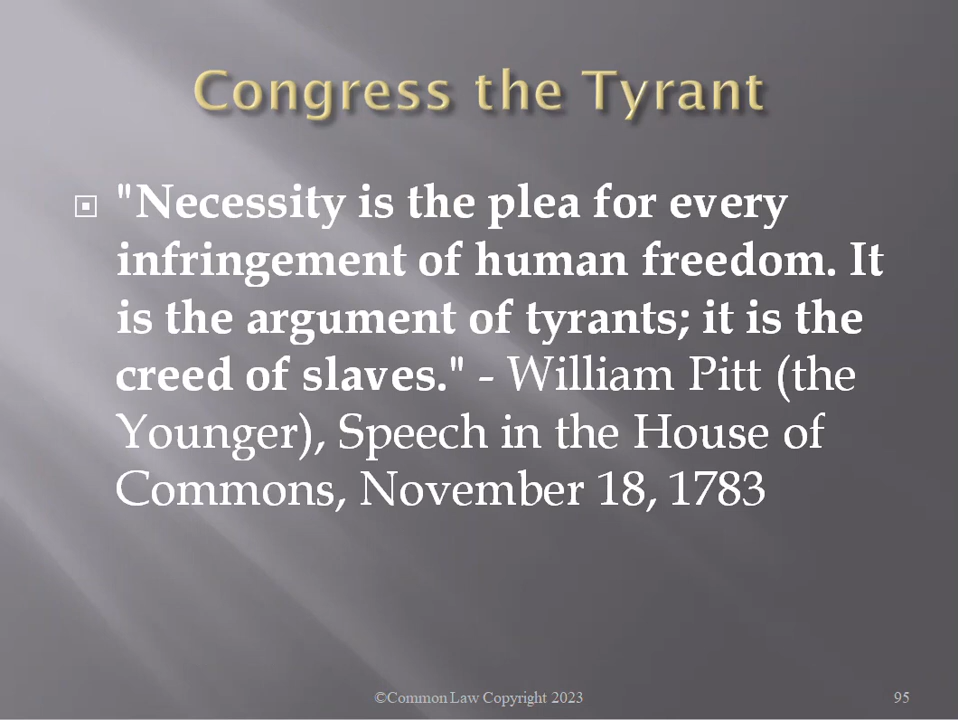 Congress the Tyrant
"Necessity is the plea for every
infringement of human freedom. It
is the argument of tyrants; it is the
creed of slaves." - William Pitt (the
Younger), Speech in the House of
Commons, November 18, 1783
©Common Law Copyright 2023
95